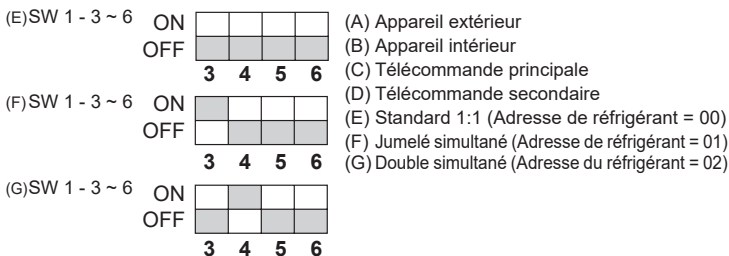 (E)SW 1 - 3 ~ 6
ON
OFF
3 4 5 6
(F)SW 1 - 3 ~ 6
ON
OFF
3 4 5 6
(G)SW 1 - 3 ~ 6
ON
OFF
3 4 5 6
(A) Appareil extérieur
(B) Appareil intérieur
(C) Télécommande principale
(D) Télécommande secondaire
(E) Standard 1:1 (Adresse de réfrigérant = 00)
(F) Jumelé simultané (Adresse de réfrigérant = 01)
(G) Double simultané (Adresse du réfrigérant = 02)